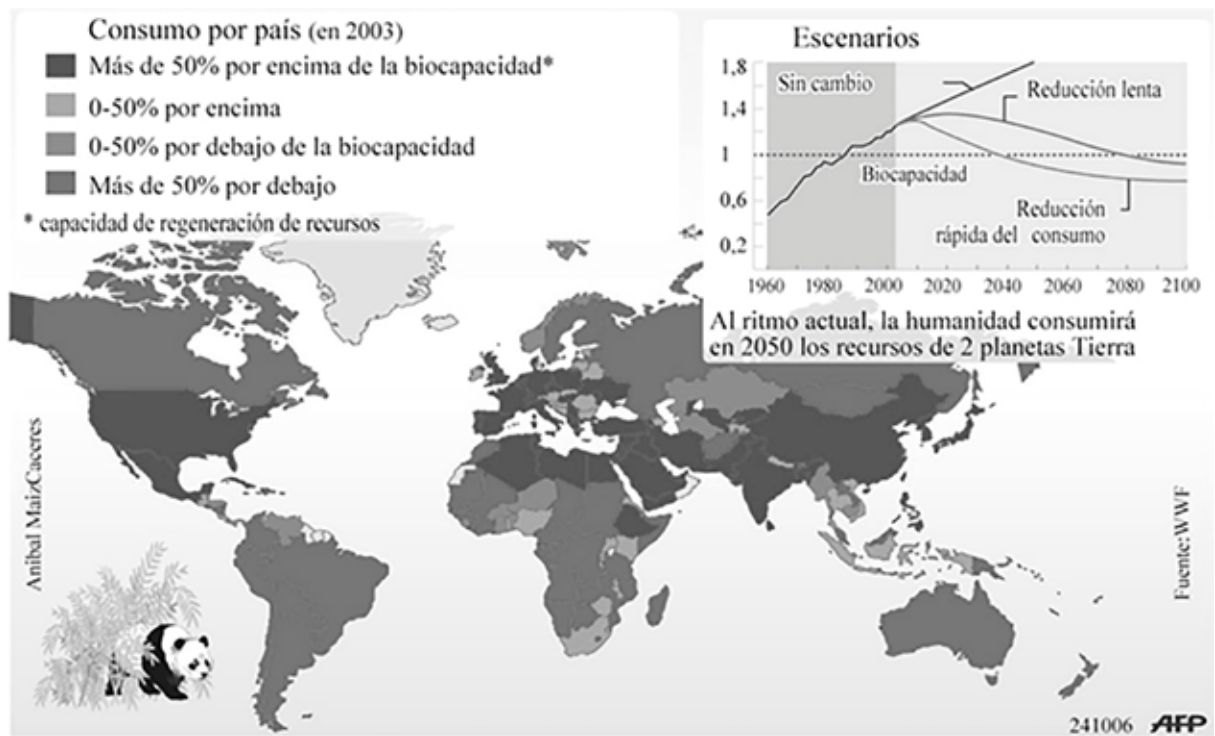 Consumo por país (en 2003)
Más de 50% por encima de la biocapacidad*
0-50% por encima
0-50% por debajo de la biocapacidad
Más de 50% por debajo
* capacidad de regeneración de recursos
Escenarios
1,8
1,4
1
0,6
0,2
Sin cambio
Reducción lenta
Biocapacidad
Reducción
rápida del consumo
1960 1980 2000 2020 2040 2060 2080 2100
Al ritmo actual, la humanidad consumirá
en 2050 los recursos de 2 planetas Tierra
Anibal MaizCaceres
Fuente:WWF
241006 AFP